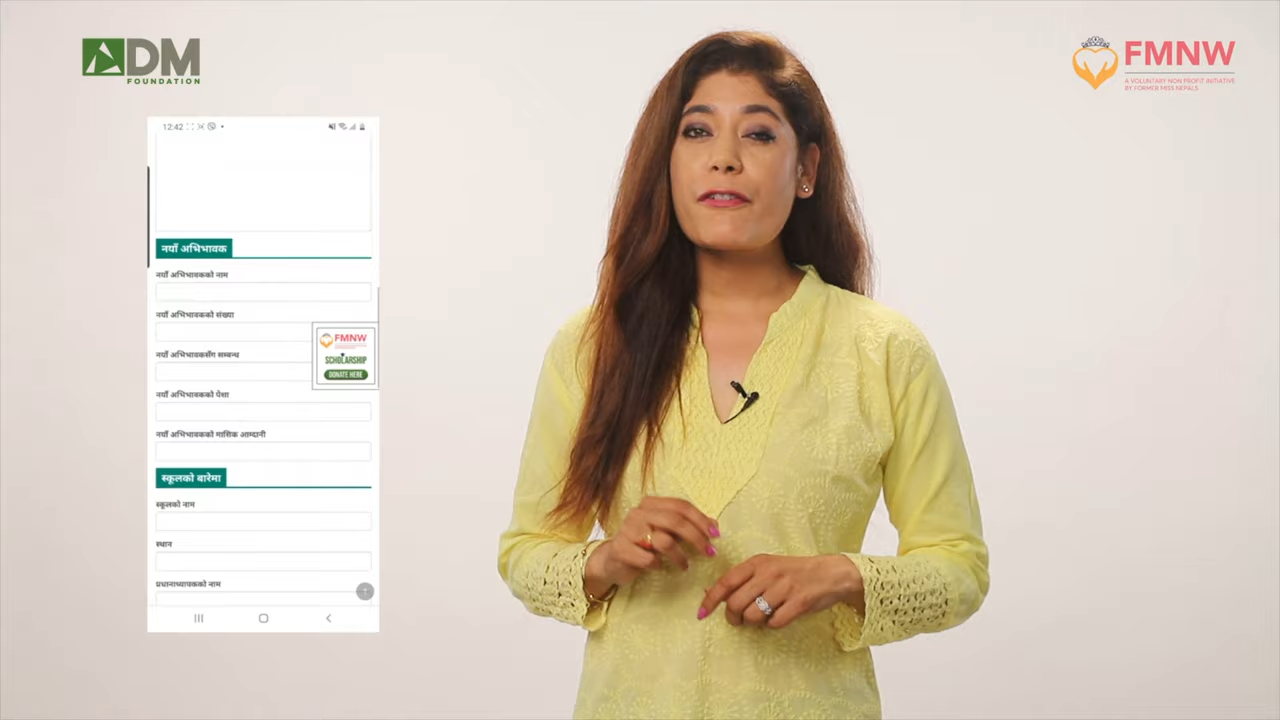 ADM
FOUNDATION
FMNW
A VOLUNTARY NON PROFIT INITIATIVE
BY FORMER MISS NEPALS
12:42
नयाँ अभिभावक
नयाँ अभिभावकको नाम
नयाँ अभिभावकको संख्या
नयाँ अभिभावकसँग सम्बन्ध
नयाँ अभिभावकको पेशा
नयाँ अभिभावकको मासिक आम्दानी
FMNW
SCHOLARSHIP
DONATE HERE
स्कूलको बारेमा
स्कूलको नाम
स्थान
प्रधानाध्यापकको नाम